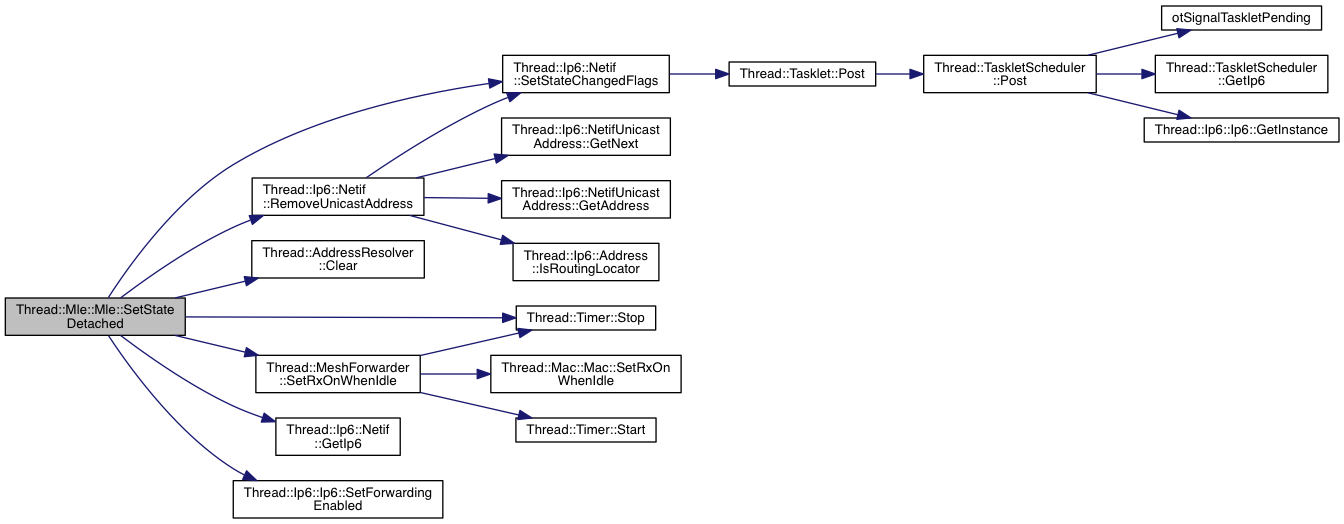 otSignalTaskletPending
Thread::Ip6::Netif
::SetStateChangedFlags
Thread::Tasklet::Post
Thread::TaskletScheduler
::Post
Thread::TaskletScheduler
::GetIp6
Thread::Ip6::Ip6::GetInstance
Thread::Ip6::NetifUnicast
Address::GetNext
Thread::Ip6::Netif
::RemoveUnicastAddress
Thread::Ip6::NetifUnicast
Address::GetAddress
Thread::AddressResolver
::Clear
Thread::Ip6::Address
::IsRoutingLocator
Thread::Mle::Mle::SetState
Detached
Thread::Timer::Stop
Thread::MeshForwarder
::SetRxOnWhenIdle
Thread::Mac::Mac::SetRxOn
WhenIdle
Thread::Ip6::Netif
::GetIp6
Thread::Timer::Start
Thread::Ip6::Ip6::SetForwarding
Enabled